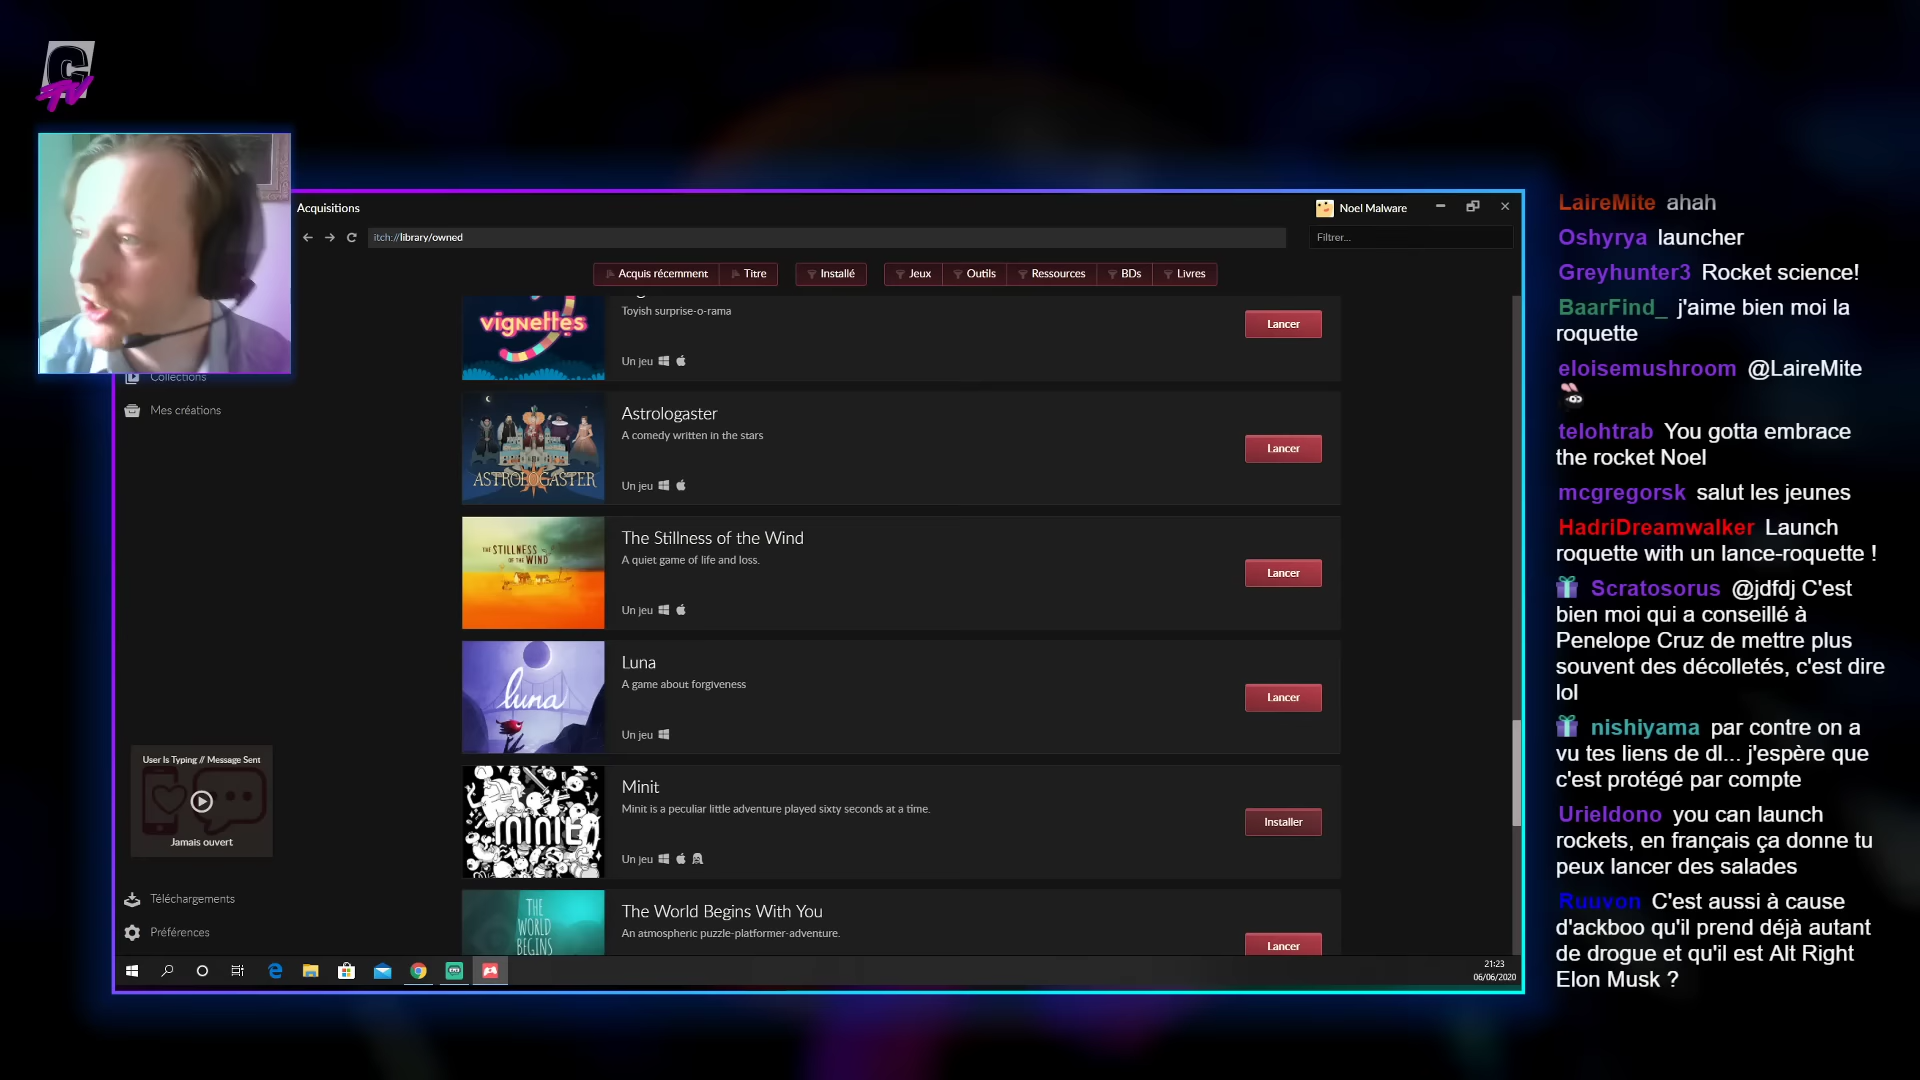 C
TV
Acquisitions
Noel Malware
itch://library/owned
Filtrer...
Acquis récemment
Titre
Installé
Jeux
Outils
Ressources
BDs
Livres
Collections
Mes créations
vignettes
Toyish surprise-o-rama
Un jeu
Lancer
ASTROLOGASTER
Astrologaster
A comedy written in the stars
Un jeu
Lancer
THE STILLNESS
OF THE WIND
The Stillness of the Wind
A quiet game of life and loss.
Un jeu
Lancer
luna
Luna
A game about forgiveness
Un jeu
Lancer
minit
Minit
Minit is a peculiar little adventure played sixty seconds at a time.
Un jeu
Installer
THE
WORLD
BEGINS
The World Begins With You
An atmospheric puzzle-platformer-adventure.
Lancer
User Is Typing // Message Sent
Jamais ouvert
Téléchargements
Préférences
21:23
06/06/2020
LaireMite ahah
Oshyrya launcher
Greyhunter3 Rocket science!
BaarFind_ j'aime bien moi la
roquette
eloisemushroom @LaireMite
telohtrab You gotta embrace
the rocket Noel
mcgregorsk salut les jeunes
HadriDreamwalker Launch
roquette with un lance-roquette !
Scratosorus @jdfdj C'est
bien moi qui a conseillé à
Penelope Cruz de mettre plus
souvent des décolletés, c'est dire
lol
nishiyama par contre on a
vu tes liens de dl... j'espère que
c'est protégé par compte
Urieldono you can launch
rockets, en français ça donne tu
peux lancer des salades
Ruuvon C'est aussi à cause
d'ackboo qu'il prend déjà autant
de drogue et qu'il est Alt Right
Elon Musk ?